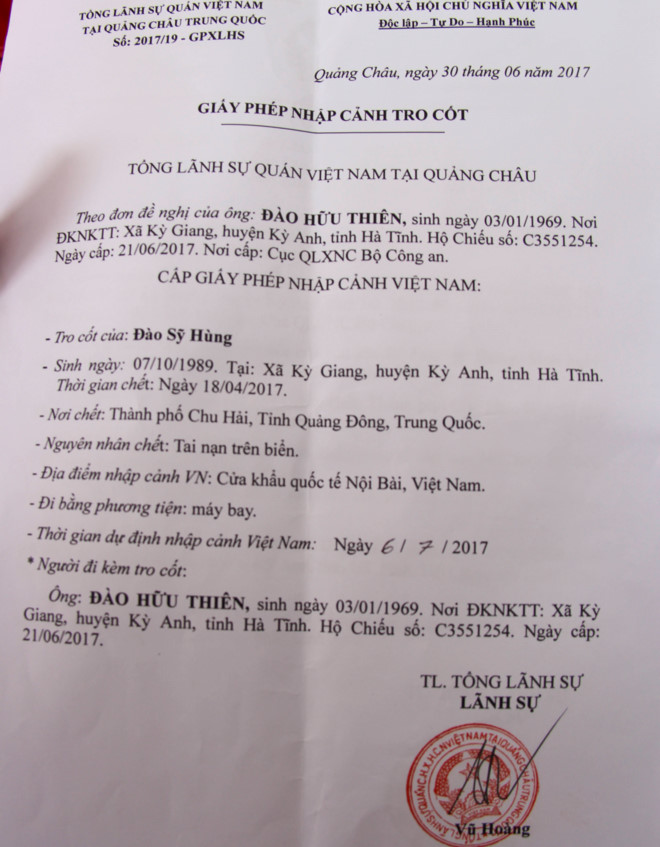 TỔNG LÃNH SỰ QUÁN VIỆT NAM
TẠI QUẢNG CHÂU TRUNG QUỐC
Số: 2017/19 - GPXLHS
CỘNG HÒA XÃ HỘI CHỦ NGHĨA VIỆT NAM
Độc lập – Tự Do – Hạnh Phúc
Quảng Châu, ngày 30 tháng 06 năm 2017
GIẤY PHÉP NHẬP CẢNH TRO CỐT
TỔNG LÃNH SỰ QUÁN VIỆT NAM TẠI QUẢNG CHÂU
Theo đơn đề nghị của ông: ĐÀO HỮU THIÊN, sinh ngày 03/01/1969. Nơi
ĐKNKTT: Xã Kỳ Giang, huyện Kỳ Anh, tỉnh Hà Tĩnh. Hộ Chiếu số: C3551254.
Ngày cấp: 21/06/2017. Nơi cấp: Cục QLXNC Bộ Công an.
CẤP GIẤY PHÉP NHẬP CẢNH VIỆT NAM:
- Tro cốt của: Đào Sỹ Hùng
- Sinh ngày: 07/10/1989. Tại: Xã Kỳ Giang, huyện Kỳ Anh, tỉnh Hà Tĩnh.
Thời gian chết: Ngày 18/04/2017.
- Nơi chết: Thành phố Chu Hải, Tỉnh Quảng Đông, Trung Quốc.
- Nguyên nhân chết: Tai nạn trên biển.
- Địa điểm nhập cảnh VN: Cửa khẩu quốc tế Nội Bài, Việt Nam.
- Đi bằng phương tiện: máy bay.
- Thời gian dự định nhập cảnh Việt Nam: Ngày 6 / 7 / 2017
* Người đi kèm tro cốt:
Ông: ĐÀO HỮU THIÊN, sinh ngày 03/01/1969. Nơi ĐKNKTT: Xã Kỳ
Giang, huyện Kỳ Anh, tỉnh Hà Tĩnh. Hộ Chiếu số: C3551254. Ngày cấp:
21/06/2017.
TL. TỔNG LÃNH SỰ
LÃNH SỰ
Vũ Hoàng